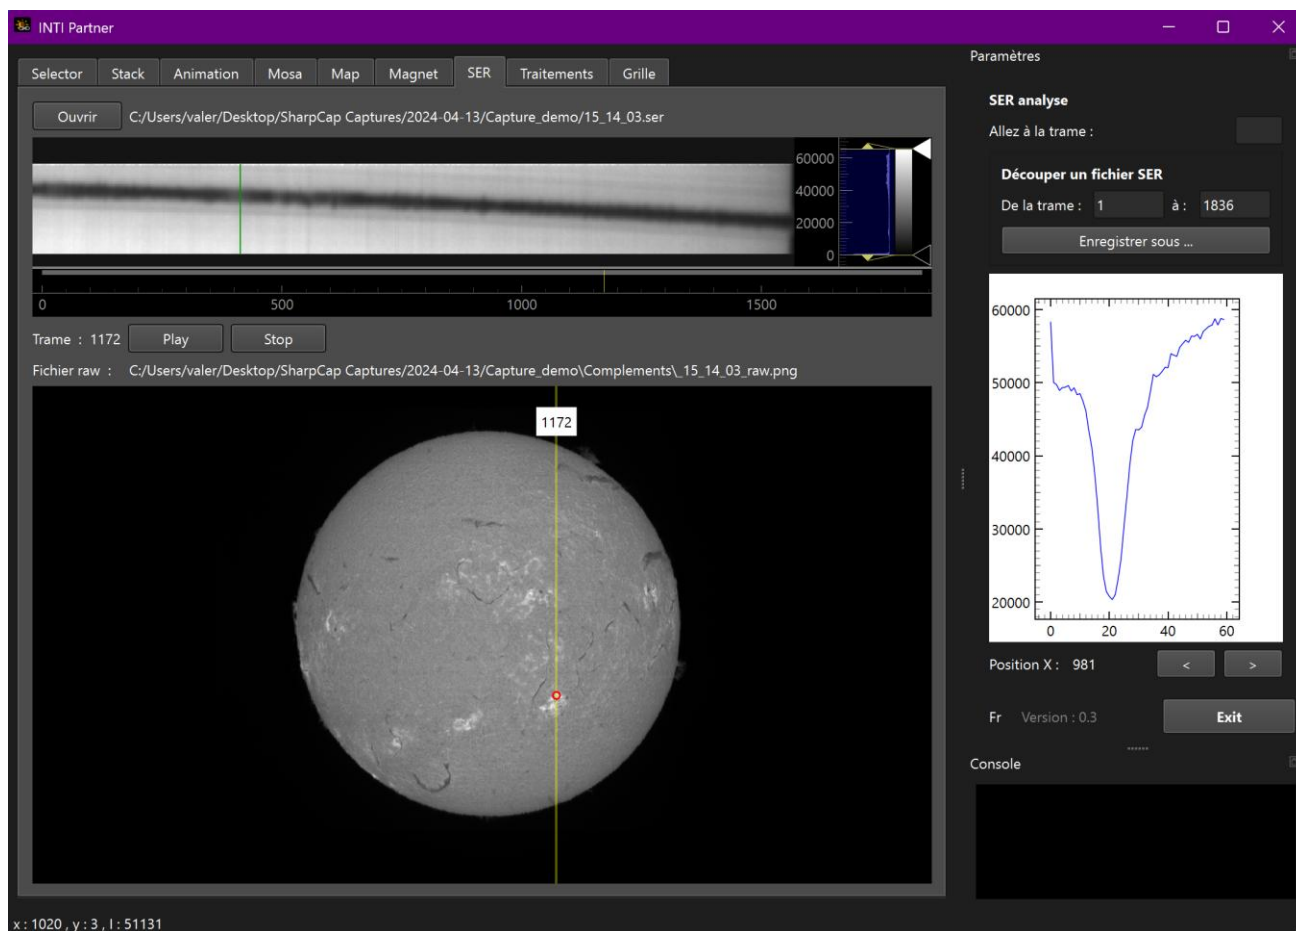 INTI Partner
Selector Stack Animation Mosa Map Magnet SER Traitements Grille
Ouvrir C:/Users/valer/Desktop/SharpCap Captures/2024-04-13/Capture_demo/15_14_03.ser
60000
40000
20000
0
0 500 1000 1500
Trame : 1172 Play Stop
Fichier raw : C:/Users/valer/Desktop/SharpCap Captures/2024-04-13/Capture_demo\Complements\_15_14_03_raw.png
1172
Paramètres
SER analyse
Allez à la trame :
Découper un fichier SER
De la trame : 1 à : 1836
Enregistrer sous ...
60000
50000
40000
30000
20000
0 20 40 60
Position X : 981 < >
Fr Version : 0.3 Exit
Console
x : 1020 , y : 3 , I : 51131